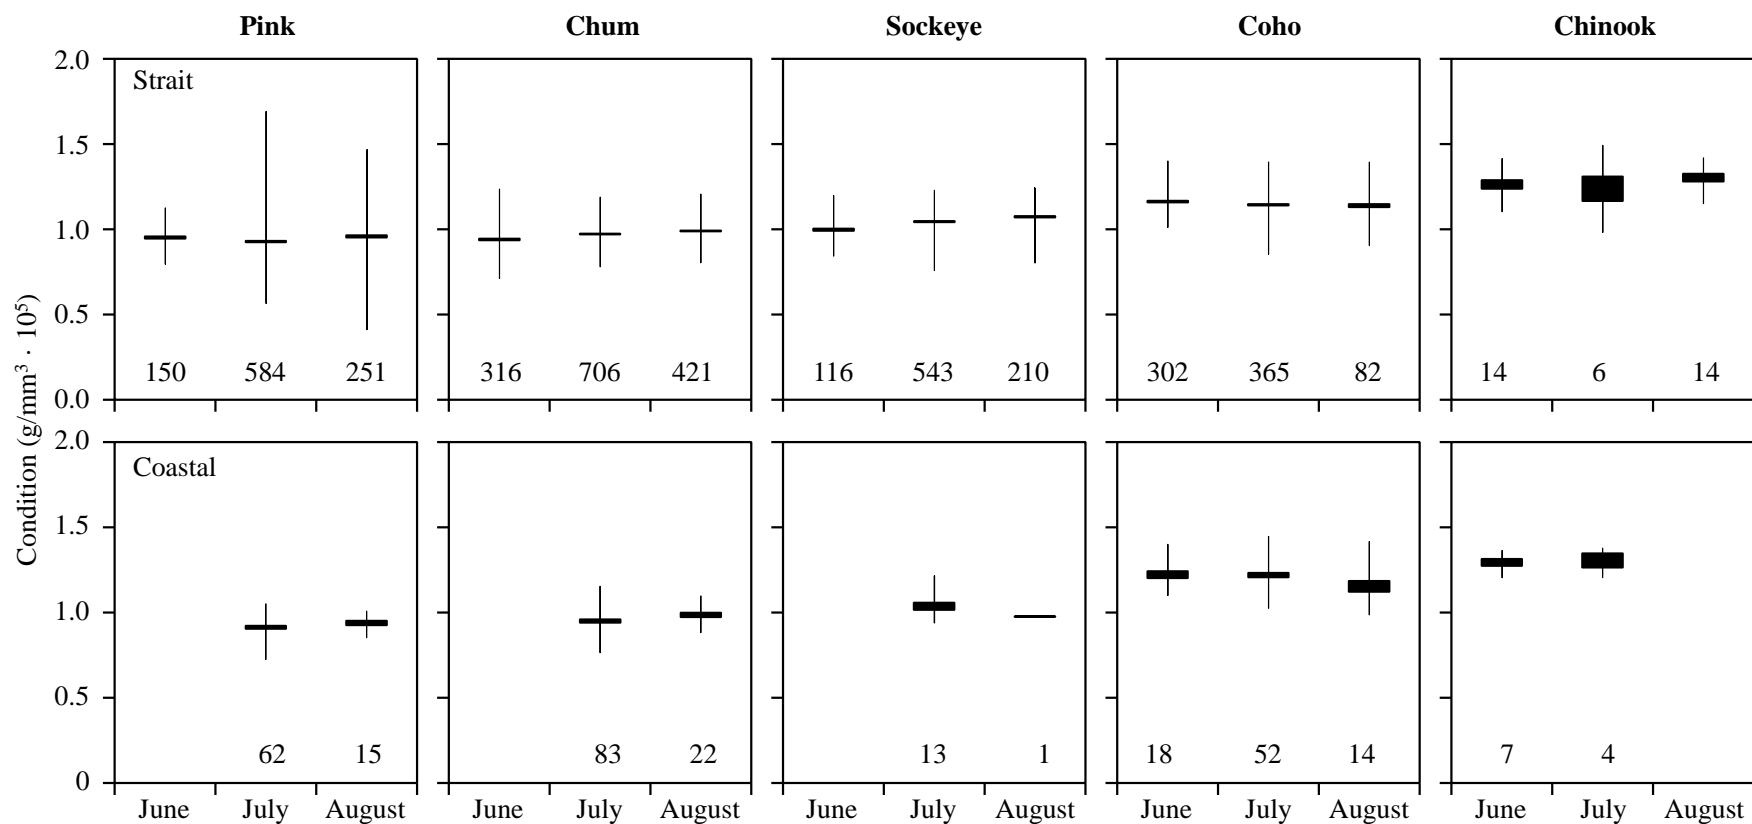 Pink Chum Sockeye Coho Chinook
Condition (g/mm³ · 10⁵)
2.0
Strait
1.5
1.0
0.5
150 584 251 316 706 421 116 543 210 302 365 82 14 6 14
0.0
2.0
Coastal
1.5
1.0
0.5
62 15 83 22 13 1 18 52 14 7 4
0
June July August June July August June July August June July August June July August